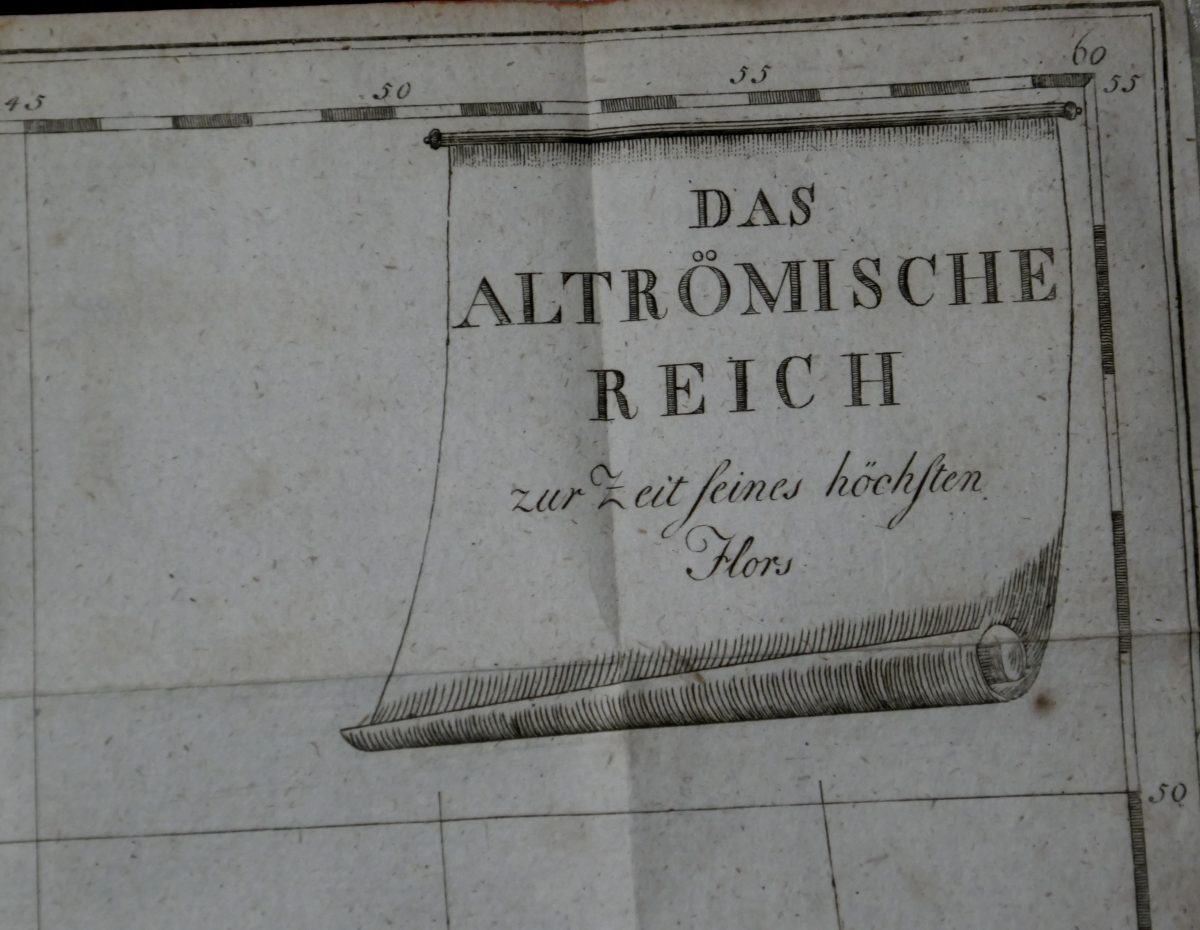 45 50 55 60
55
DAS
ALTRÖMISCHE
REICH
zur Zeit ſeines höchſten
Flors
50